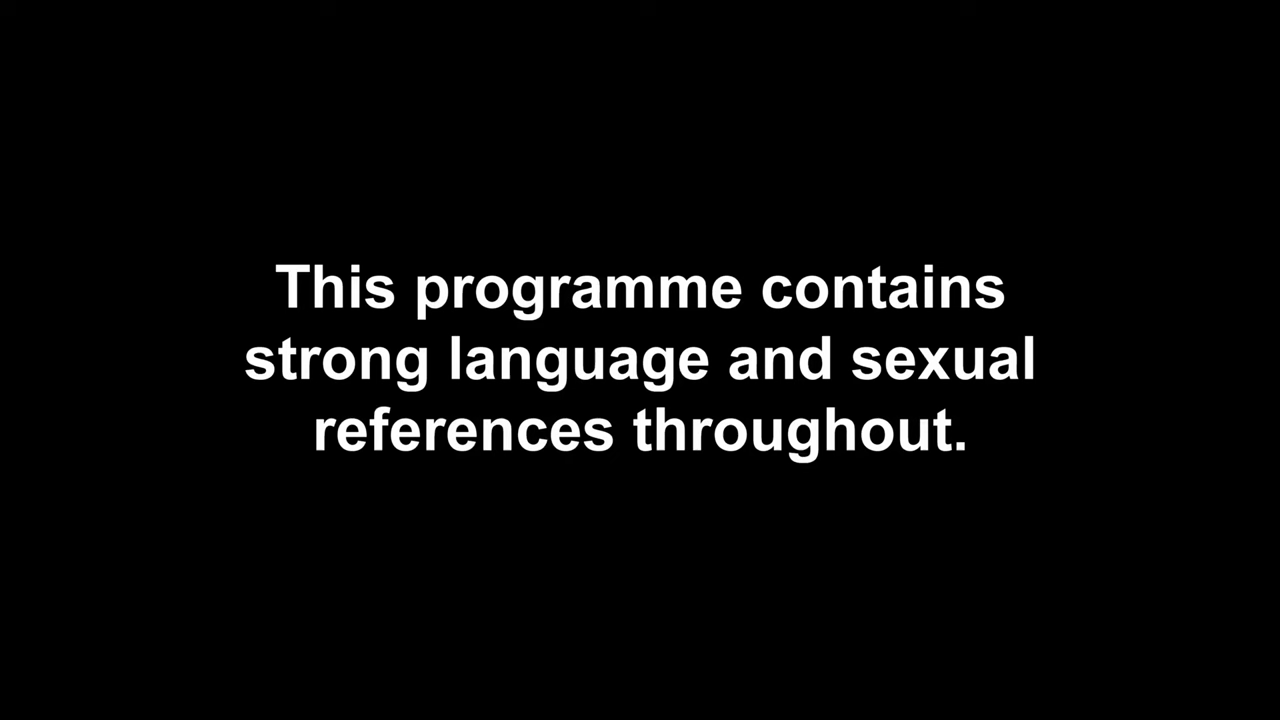 This programme contains
strong language and sexual
references throughout.